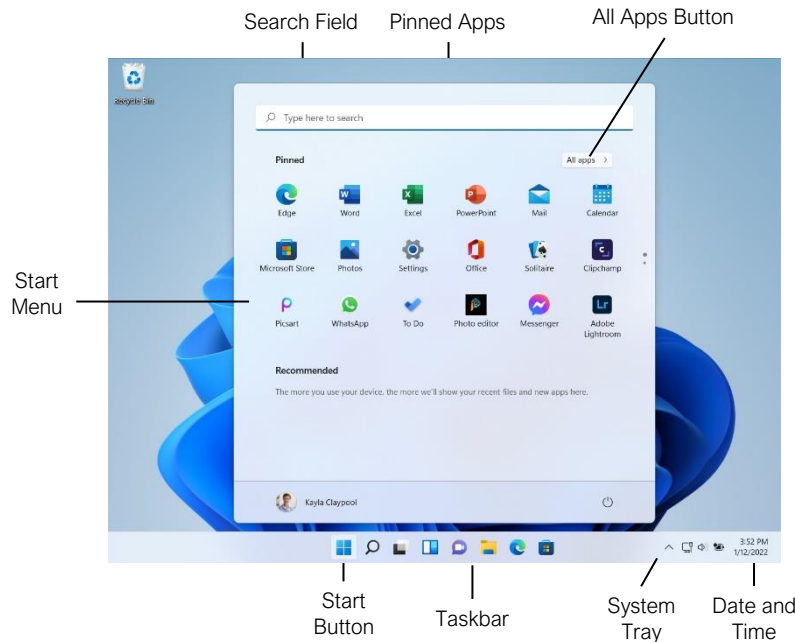 Search Field Pinned Apps All Apps Button
Recycle Bin
Type here to search
Pinned All apps
Edge Word Excel PowerPoint Mail Calendar
Microsoft Store Photos Settings Office Solitaire Clipchamp
Start
Menu
Picsart WhatsApp To Do Photo editor Messenger Adobe
Lightroom
Recommended
The more you use your device, the more we'll show your recent files and new apps here.
Kayla Claypool
3:52 PM
1/12/2022
Start
Button
Taskbar
System
Tray
Date and
Time